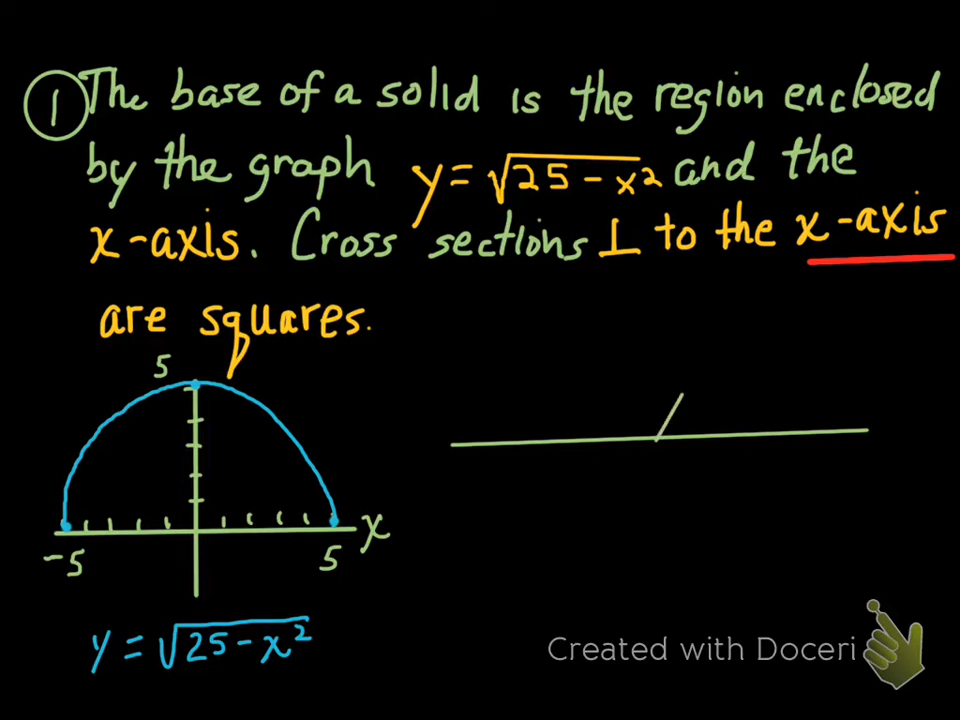 ① The base of a solid is the region enclosed
by the graph y = √25 - x² and the
x-axis. Cross sections ⊥ to the x-axis
are squares.
5
x
-5
5
y = √25 - x²
Created with Doceri